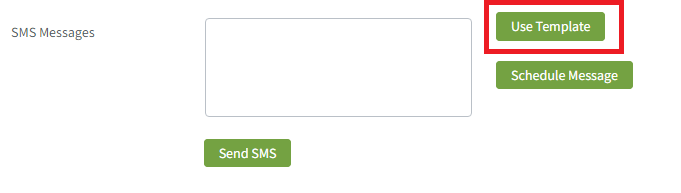 SMS Messages
Use Template
Schedule Message
Send SMS